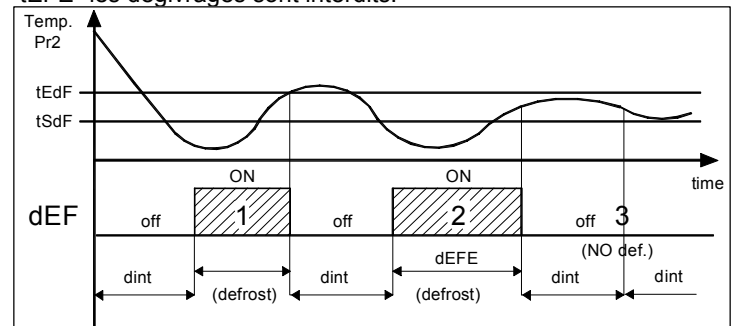 "tEFE" les dégivrages sont interdits.
Temp.
Pr2
tEdF
tSdF
time
ON ON
dEF off 1 off 2 off 3
(NO def.)
dEFE
dint (defrost) dint (defrost) dint dint